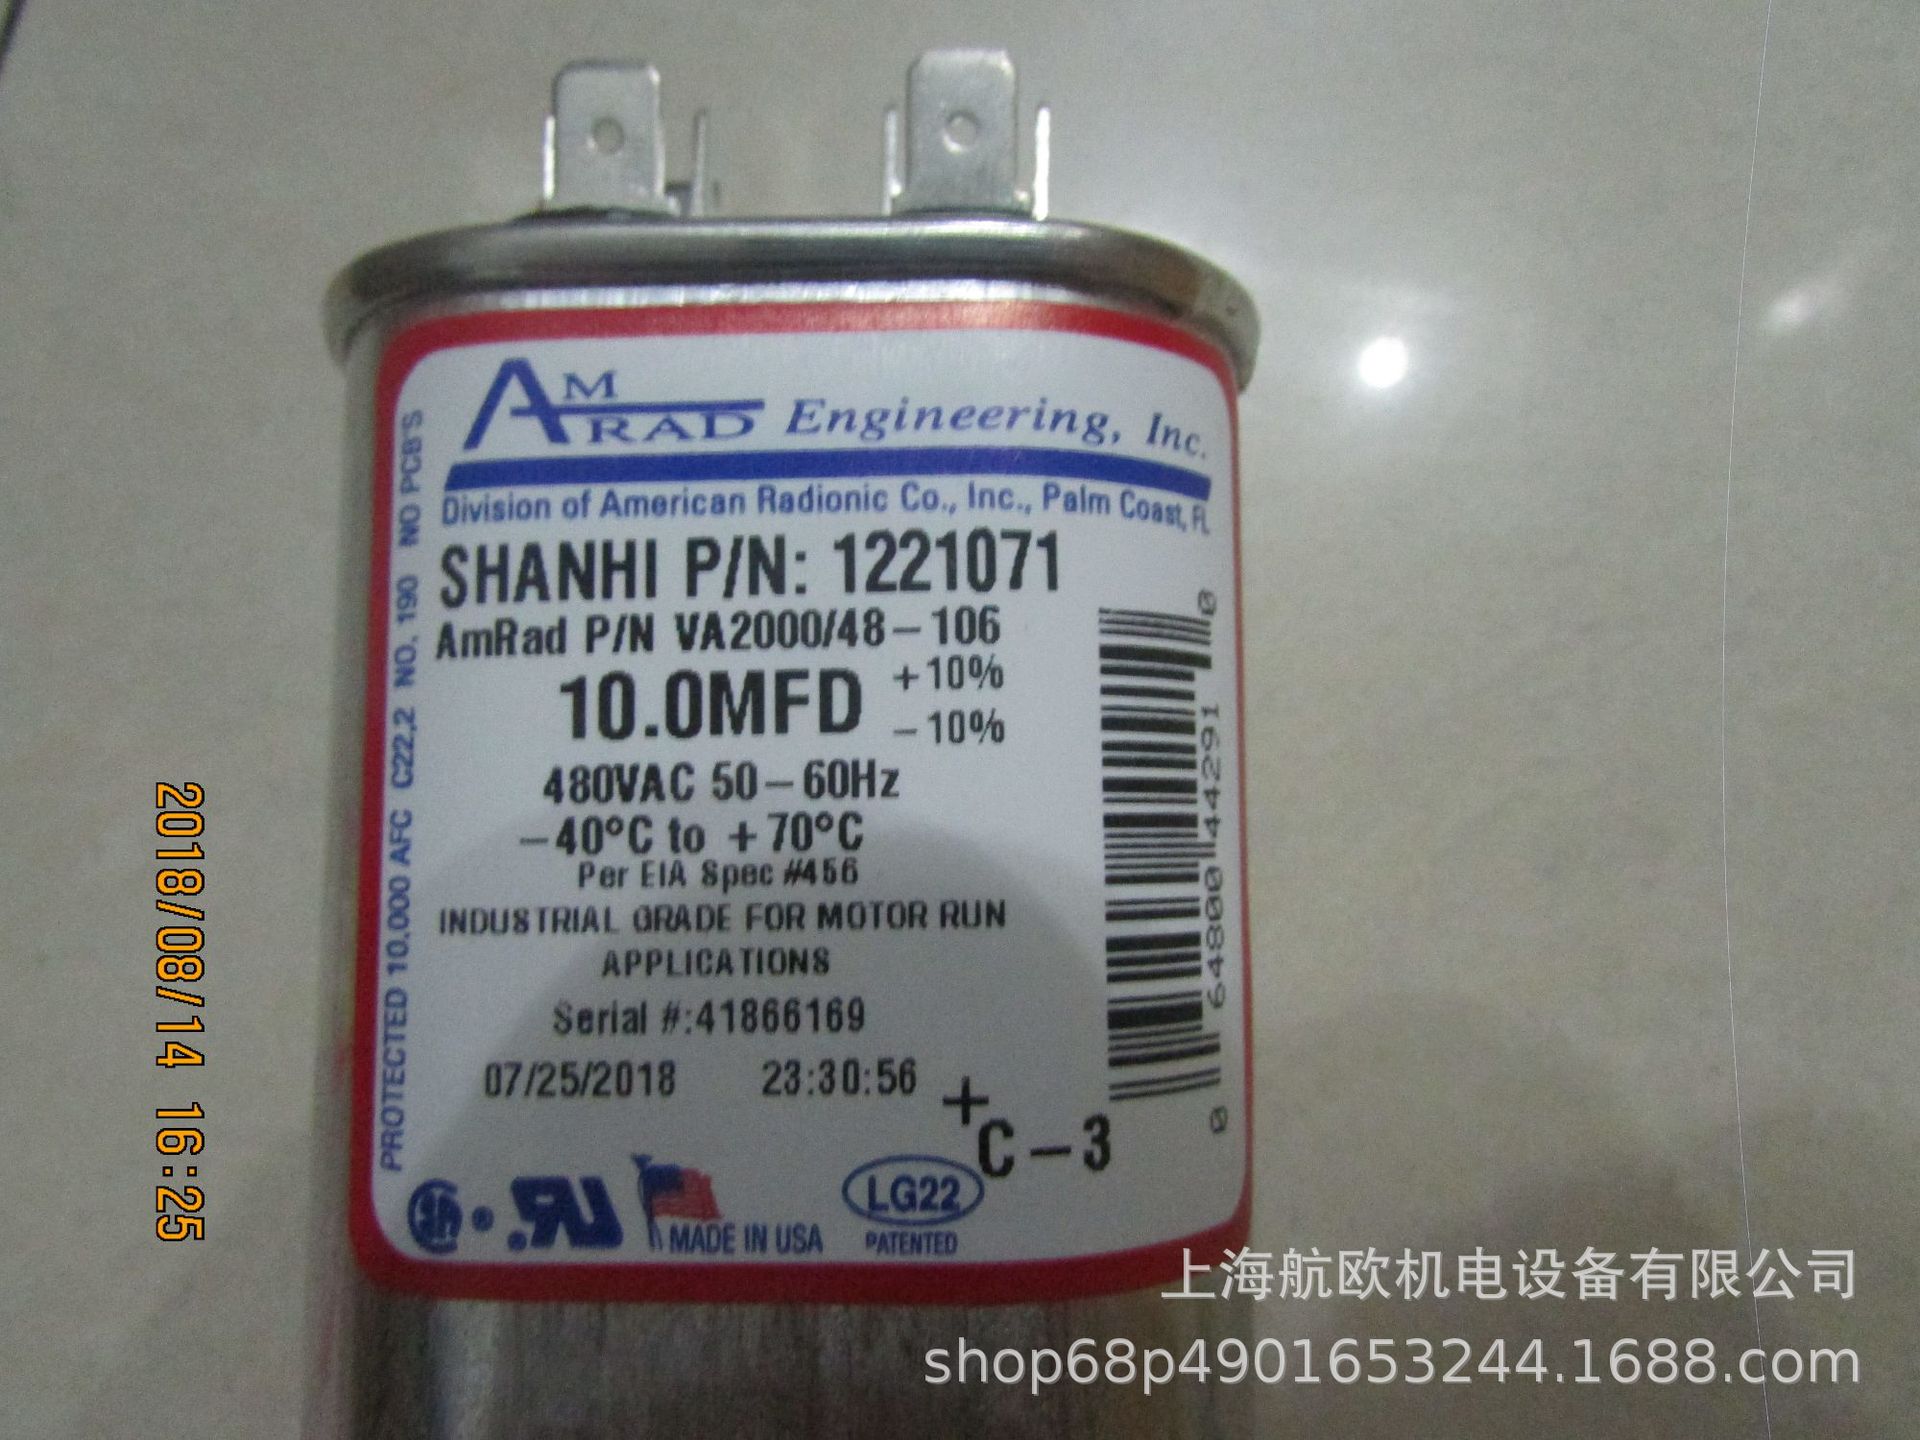 AMRAD Engineering, Inc.
Division of American Radionic Co., Inc., Palm Coast, FL
SHANHI P/N: 1221071
AmRad P/N VA2000/48-106
10.0MFD +10%
-10%
480VAC 50-60Hz
-40°C to +70°C
Per EIA Spec #456
INDUSTRIAL GRADE FOR MOTOR RUN
APPLICATIONS
Serial #:41866169
07/25/2018 23:30:56
+C-3
MADE IN USA
LG22
PATENTED
PROTECTED 10,000 AFC C22.2 NO. 190 NO PCB'S
0 64800 44291 0
2018/08/14 16:25
上海航欧机电设备有限公司
shop68p4901653244.1688.com